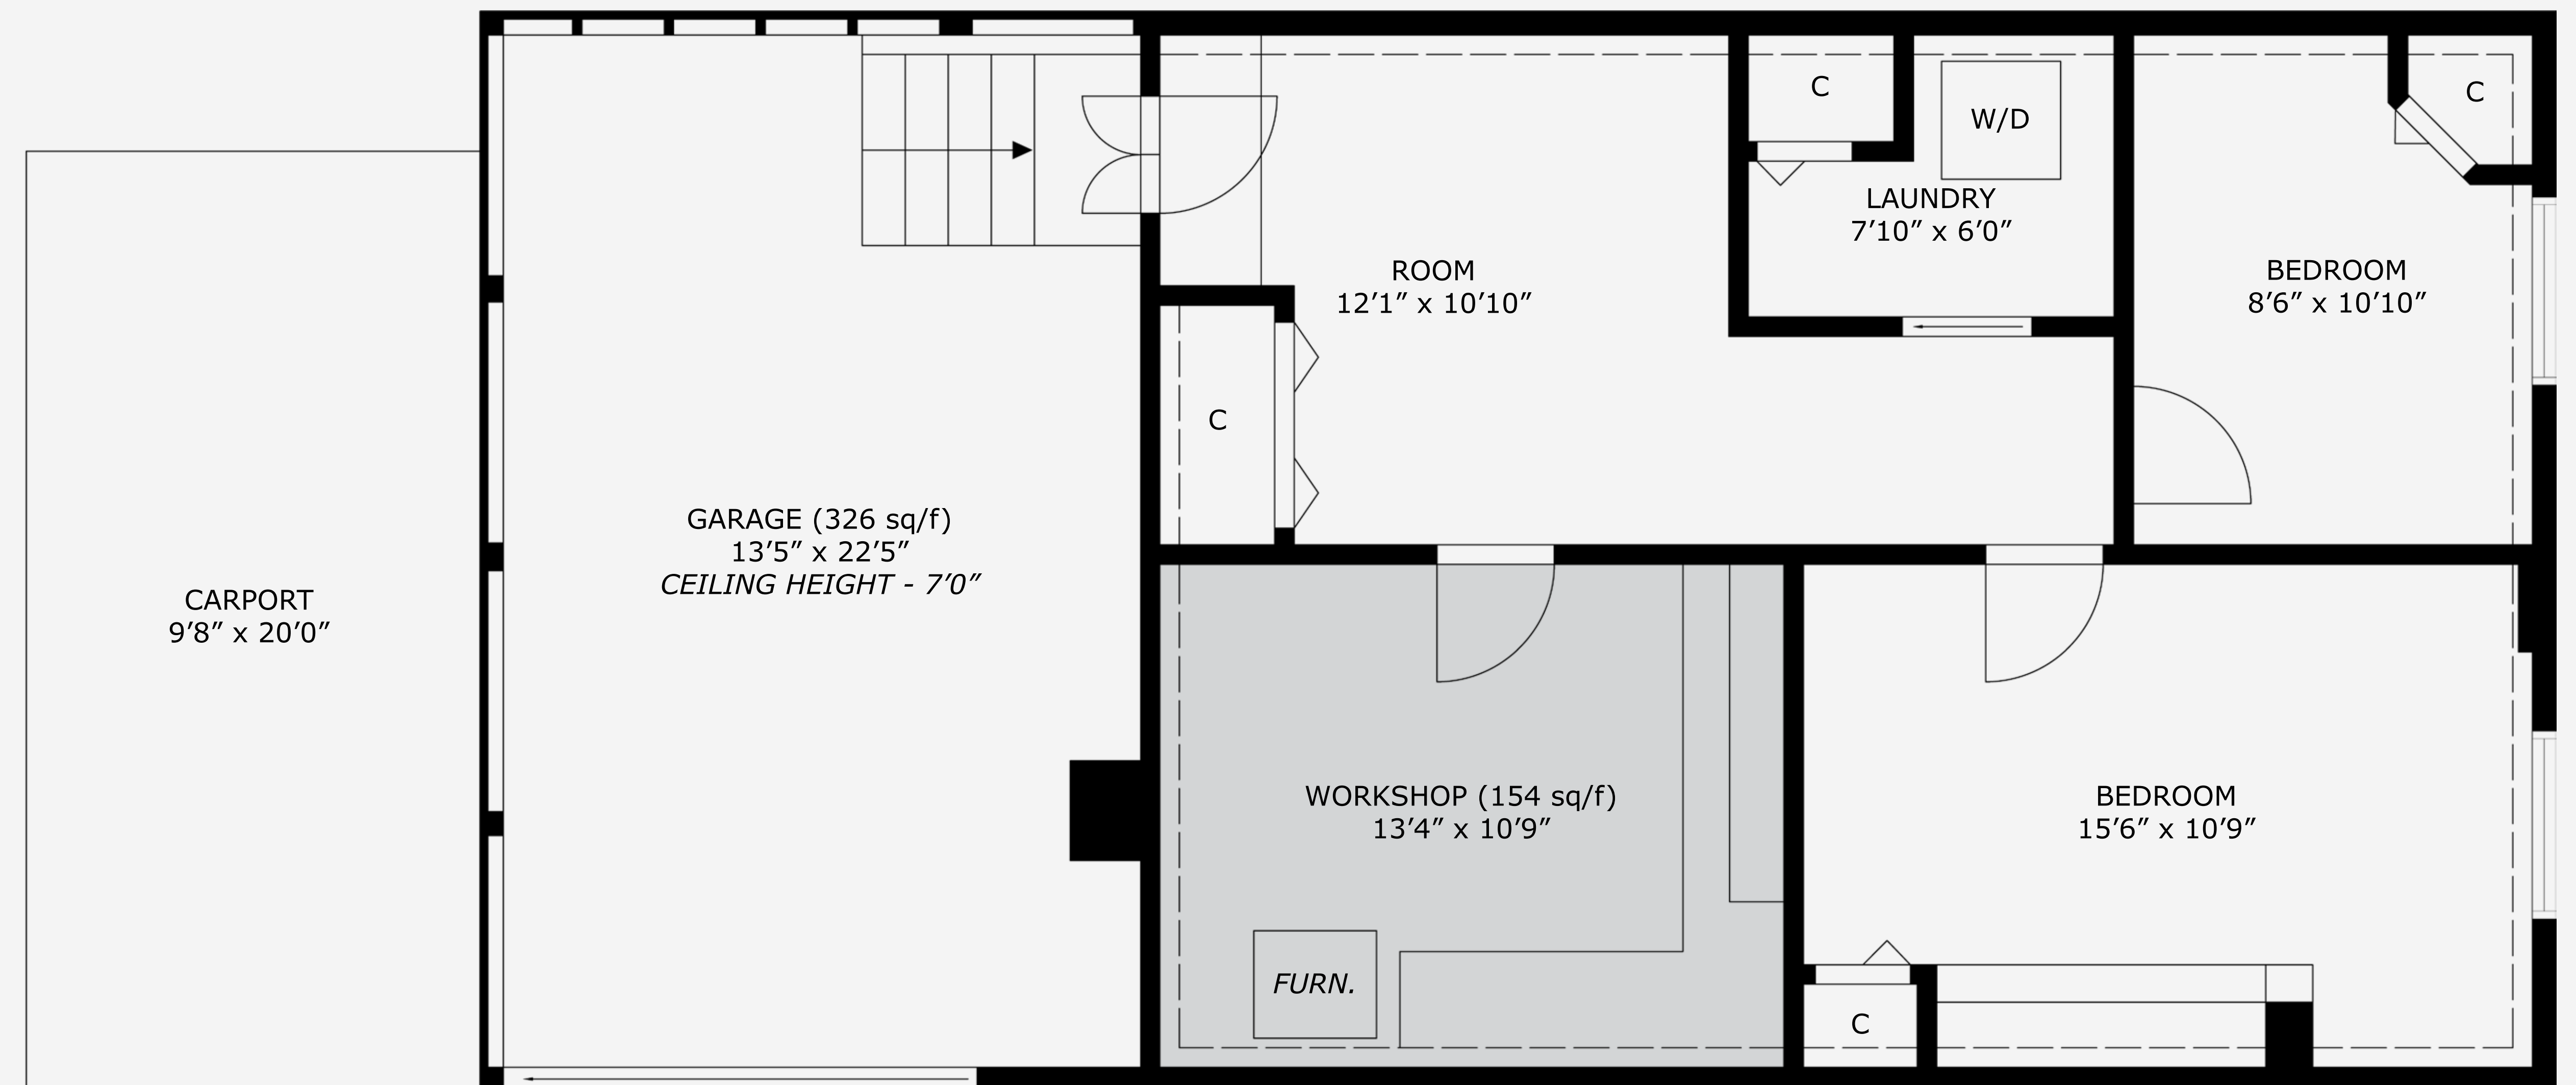 C
C
W/D
LAUNDRY
7′10″ x 6′0″
ROOM
12′1″ x 10′10″
BEDROOM
8′6″ x 10′10″
C
GARAGE (326 sq/f)
13′5″ x 22′5″
CEILING HEIGHT - 7′0″
CARPORT
9′8″ x 20′0″
WORKSHOP (154 sq/f)
13′4″ x 10′9″
BEDROOM
15′6″ x 10′9″
FURN.
C